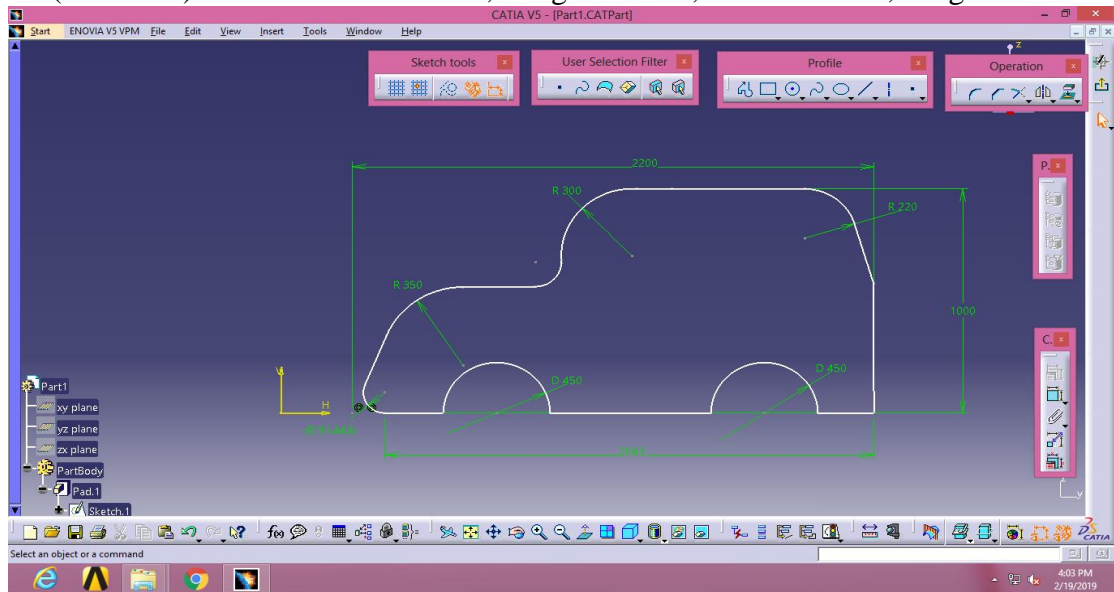 CATIA V5 - [Part1.CATPart]
Start ENOVIA V5 VPM File Edit View Insert Tools Window Help
Sketch tools
User Selection Filter
Profile
Operation
z
P...
2200
R 300
R 220
R 350
1000
C...
D 450
D 450
V
H
Part1
xy plane
yz plane
zx plane
PartBody
Pad.1
Sketch.1
y
f(x)
CATIA
Select an object or a command
4:03 PM
2/19/2019